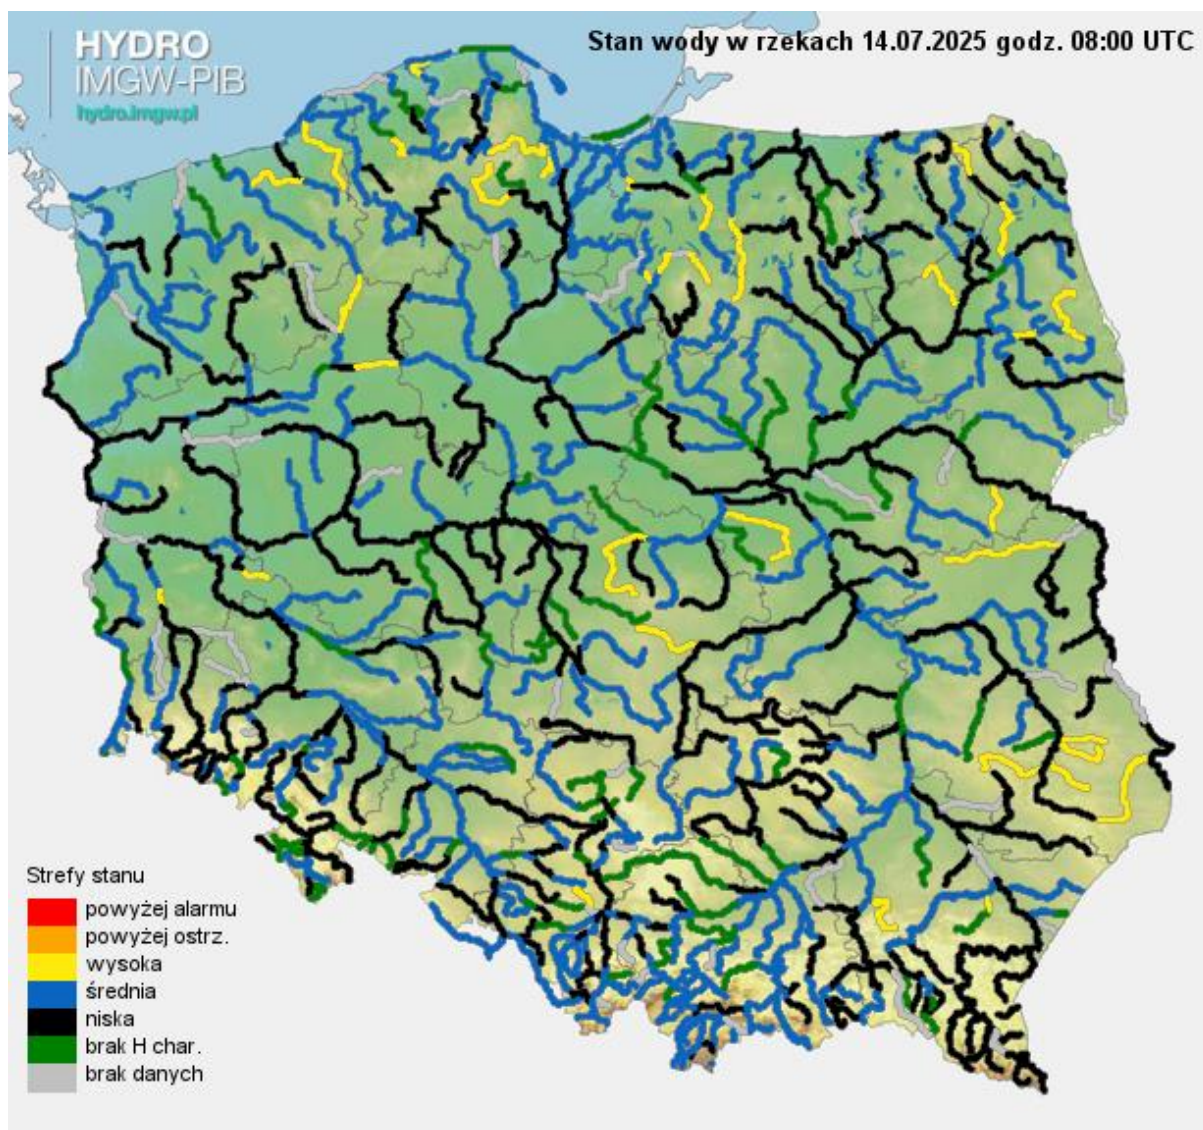 HYDRO
IMGW-PIB
hydro.imgw.pl
Stan wody w rzekach 14.07.2025 godz. 08:00 UTC
Strefy stanu
powyżej alarmu
powyżej ostrz.
wysoka
średnia
niska
brak H char.
brak danych